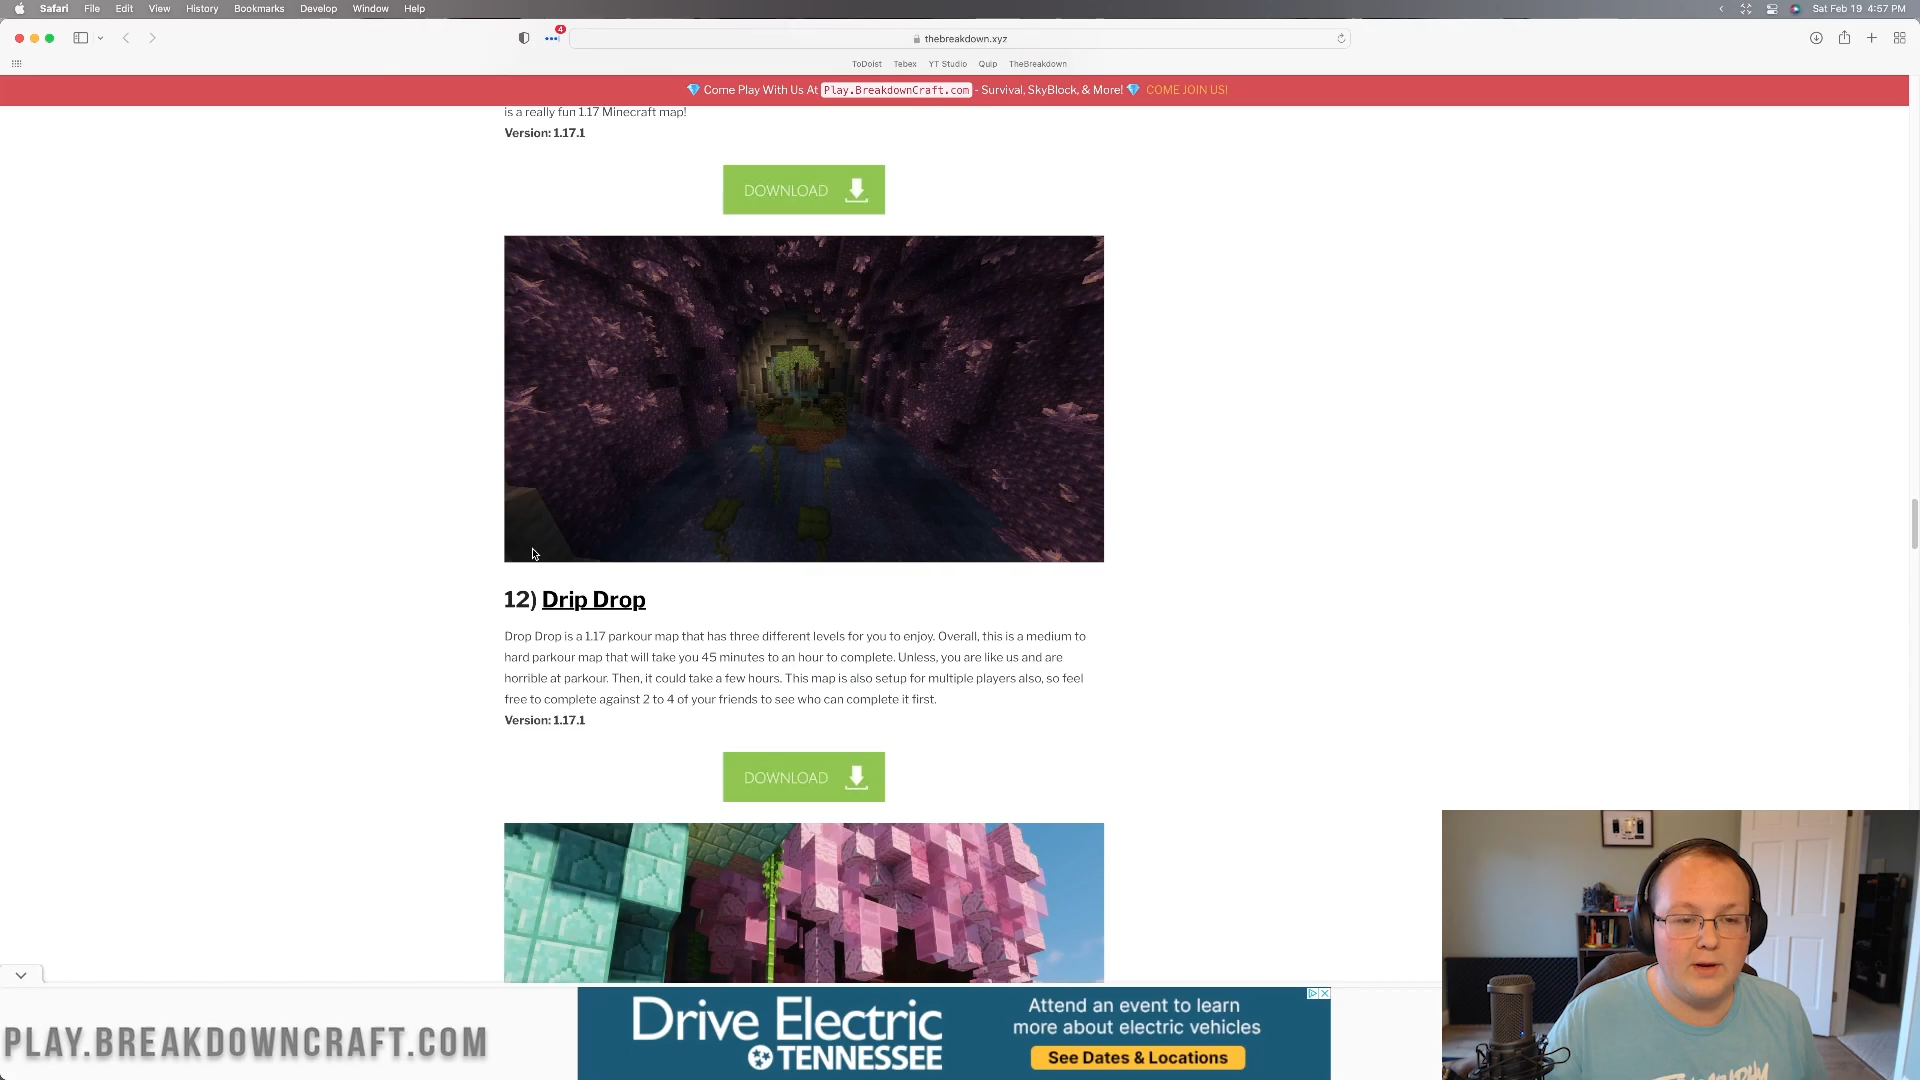 Safari File Edit View History Bookmarks Develop Window Help Sat Feb 19 4:57 PM
4
thebreakdown.xyz
ToDoist Tebex YT Studio Quip TheBreakdown
💎 Come Play With Us At Play.BreakdownCraft.com - Survival, SkyBlock, & More! 💎 COME JOIN US!
is a really fun 1.17 Minecraft map!
Version: 1.17.1
DOWNLOAD
12) Drip Drop
Drop Drop is a 1.17 parkour map that has three different levels for you to enjoy. Overall, this is a medium to
hard parkour map that will take you 45 minutes to an hour to complete. Unless, you are like us and are
horrible at parkour. Then, it could take a few hours. This map is also setup for multiple players also, so feel
free to complete against 2 to 4 of your friends to see who can complete it first.
Version: 1.17.1
DOWNLOAD
PLAY.BREAKDOWNCRAFT.COM
Drive Electric
TENNESSEE
Attend an event to learn
more about electric vehicles
See Dates & Locations